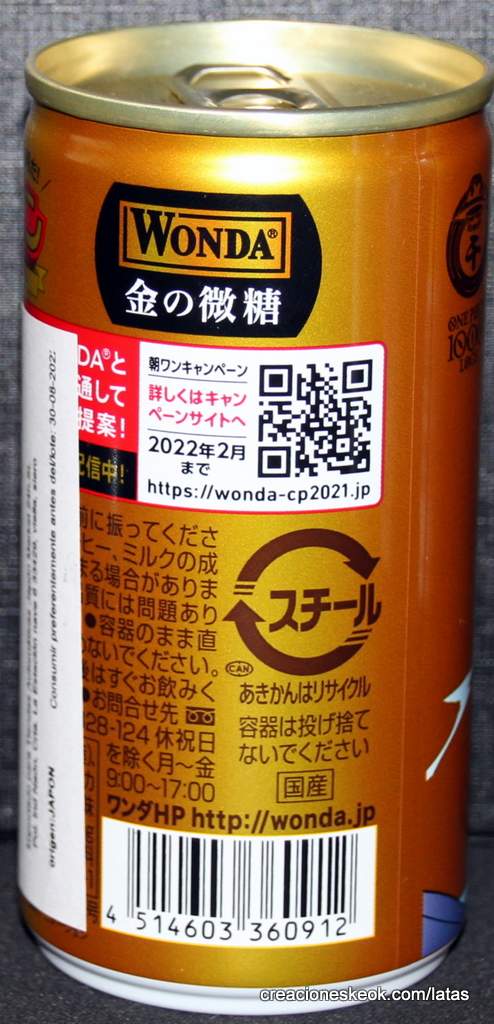 WONDA®
金の微糖
DA®と
通して
提案!
配信中!
朝ワンキャンペーン
詳しくはキャン
ペーンサイトへ
2022年2月
まで
https://wonda-cp2021.jp
前に振ってくださ
ヒー、ミルクの成
まる場合がありま
質には問題あり
●容器のまま直
ないでください。
後はすぐお飲みく
●お問合せ先
28-124 休祝日
を除く月～金
9:00～17:00
ワンダHP http://wonda.jp
スチール
CAN
あきかんはリサイクル
容器は投げ捨て
ないでください
国産
4 514603 360912
Consumir preferentemente antes del/lote: 30-08-202
origen:JAPON
ONE PI
100
creacioneskeok.com/latas